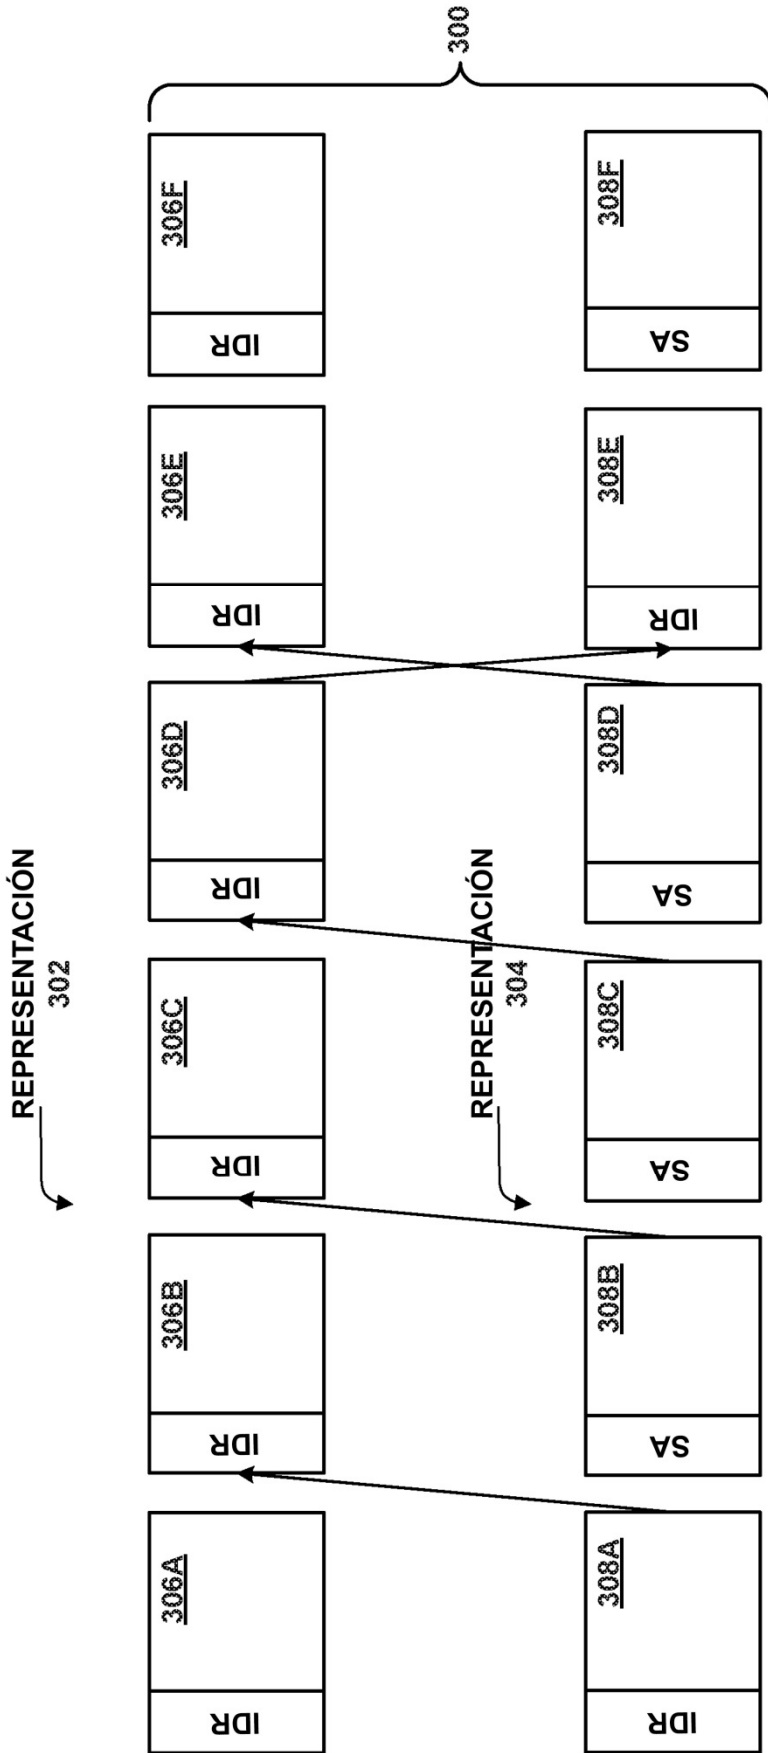 REPRESENTACIÓN
302
306A
306B
306C
306D
306E
306F
IDR
IDR
IDR
IDR
IDR
IDR
300
REPRESENTACIÓN
304
308A
308B
308C
308D
308E
308F
IDR
SA
SA
SA
IDR
SA